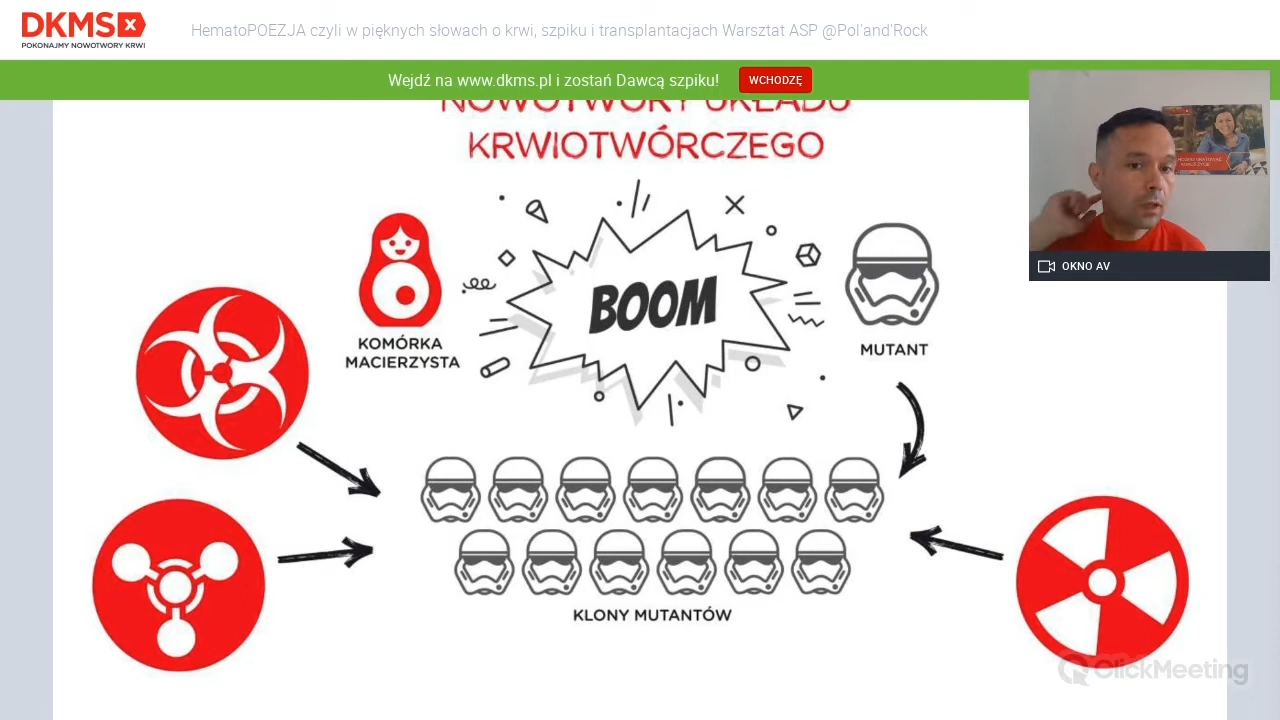 DKMS
POKONAJMY NOWOTWORY KRWI
HematoPOEZJA czyli w pięknych słowach o krwi, szpiku i transplantacjach Warsztat ASP @Pol'and'Rock
Wejdź na www.dkms.pl i zostań Dawcą szpiku!
WCHODZĘ
NOWOTWORY UKŁADU
KRWIOTWÓRCZEGO
BOOM
KOMÓRKA
MACIERZYSTA
MUTANT
KLONY MUTANTÓW
OKNO AV
ClickMeeting